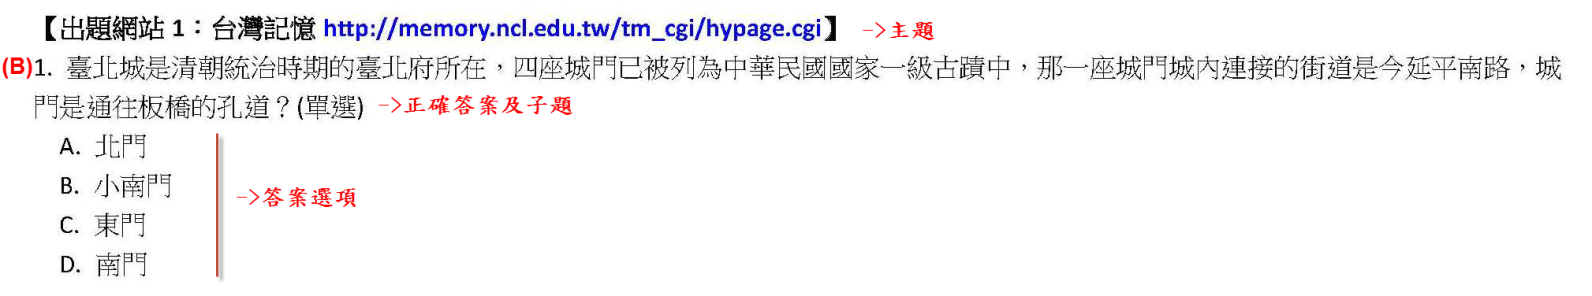 【出題網站 1：台灣記憶 http://memory.ncl.edu.tw/tm_cgi/hypage.cgi】 ->主題
(B)1. 臺北城是清朝統治時期的臺北府所在，四座城門已被列為中華民國國家一級古蹟中，那一座城門城內連接的街道是今延平南路，城
門是通往板橋的孔道？(單選) ->正確答案及子題
A. 北門
B. 小南門
->答案選項
C. 東門
D. 南門